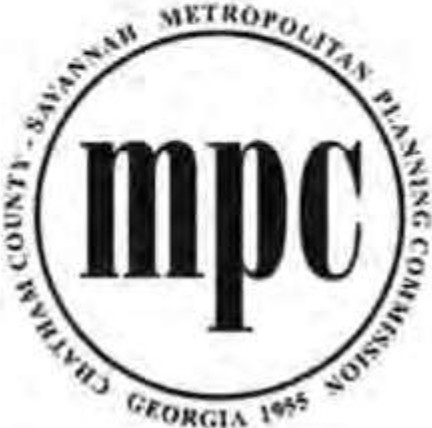 CHATHAM COUNTY - SAVANNAH METROPOLITAN PLANNING COMMISSION
mpc
GEORGIA 1955